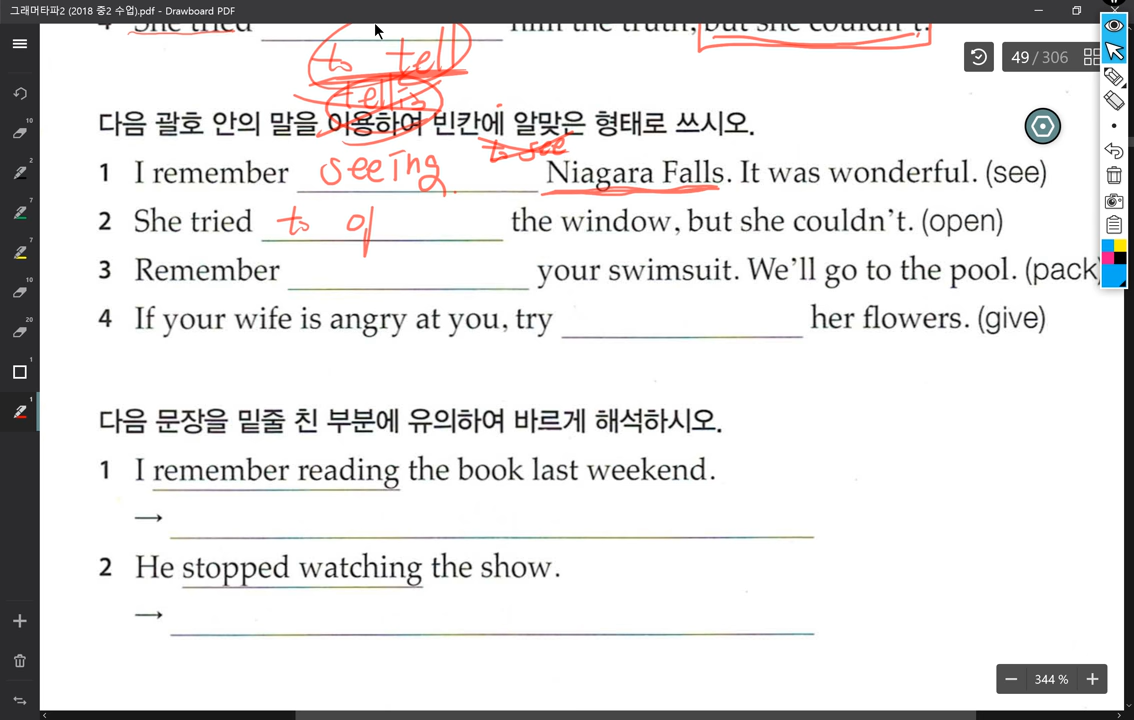 그래머타파2 (2018 중2 수업).pdf - Drawboard PDF
4 She tried him the truth, but she couldn't.
49 / 306
to tell
다음 괄호 안의 말을 이용하여 빈칸에 알맞은 형태로 쓰시오.
to see
1 I remember seeing Niagara Falls. It was wonderful. (see)
2 She tried to op the window, but she couldn't. (open)
3 Remember your swimsuit. We'll go to the pool. (pack)
4 If your wife is angry at you, try her flowers. (give)
다음 문장을 밑줄 친 부분에 유의하여 바르게 해석하시오.
1 I remember reading the book last weekend.
→
2 He stopped watching the show.
→
344 %